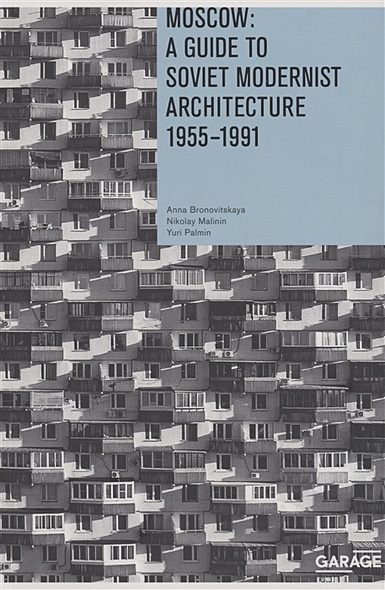 MOSCOW:
A GUIDE TO
SOVIET MODERNIST
ARCHITECTURE
1955–1991
Anna Bronovitskaya
Nikolay Malinin
Yuri Palmin
GARAGE